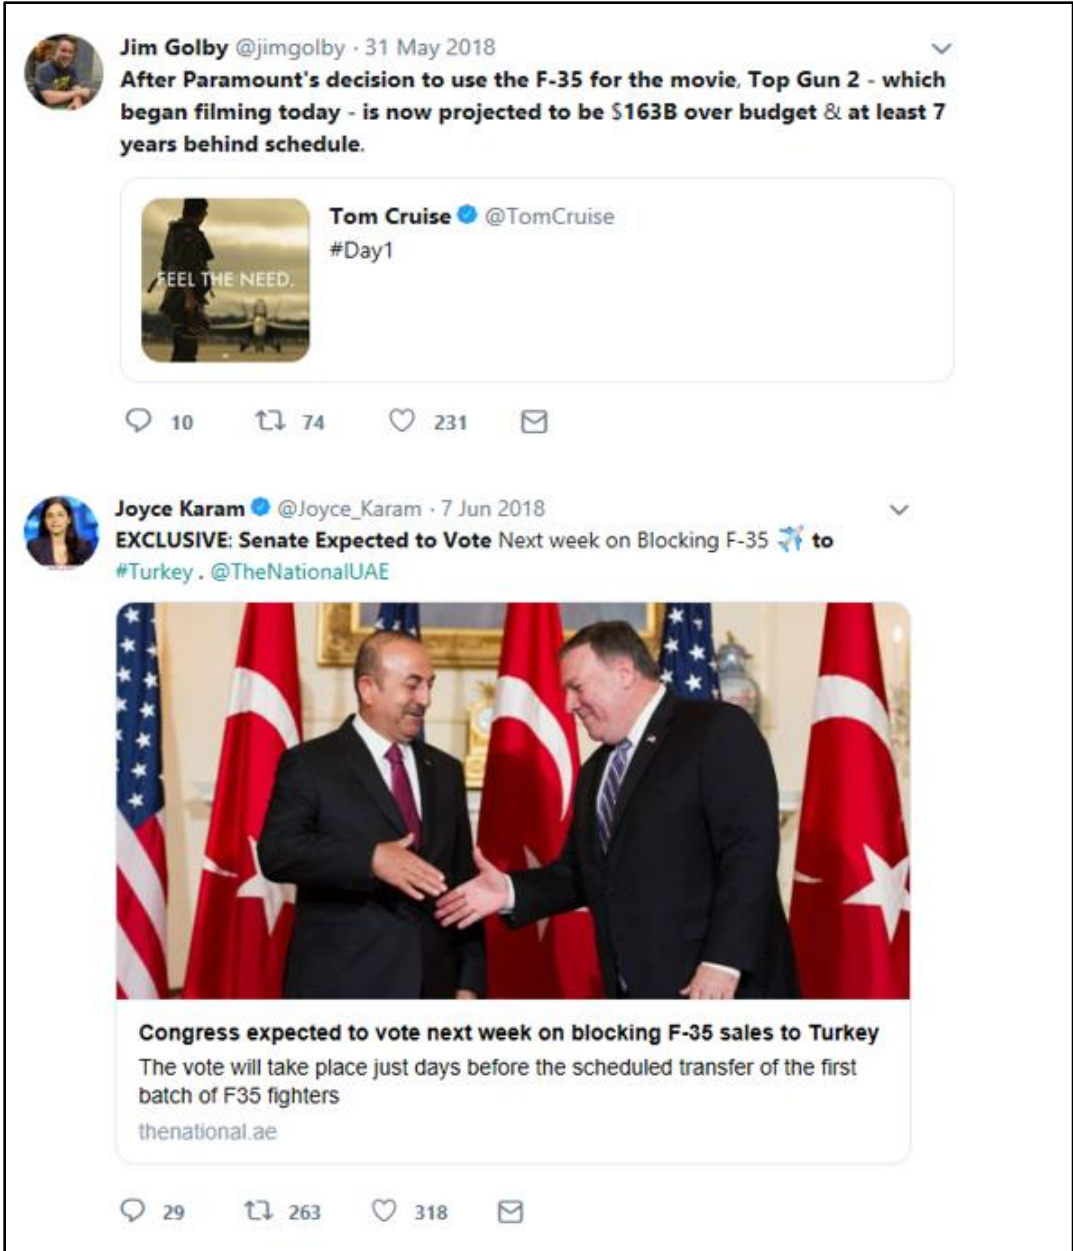 Jim Golby @jimgolby · 31 May 2018
After Paramount's decision to use the F-35 for the movie, Top Gun 2 - which
began filming today - is now projected to be $163B over budget & at least 7
years behind schedule.
Tom Cruise @TomCruise
#Day1
FEEL THE NEED.
10 74 231
Joyce Karam @Joyce_Karam · 7 Jun 2018
EXCLUSIVE: Senate Expected to Vote Next week on Blocking F-35 ✈️ to
#Turkey . @TheNationalUAE
Congress expected to vote next week on blocking F-35 sales to Turkey
The vote will take place just days before the scheduled transfer of the first
batch of F35 fighters
thenational.ae
29 263 318